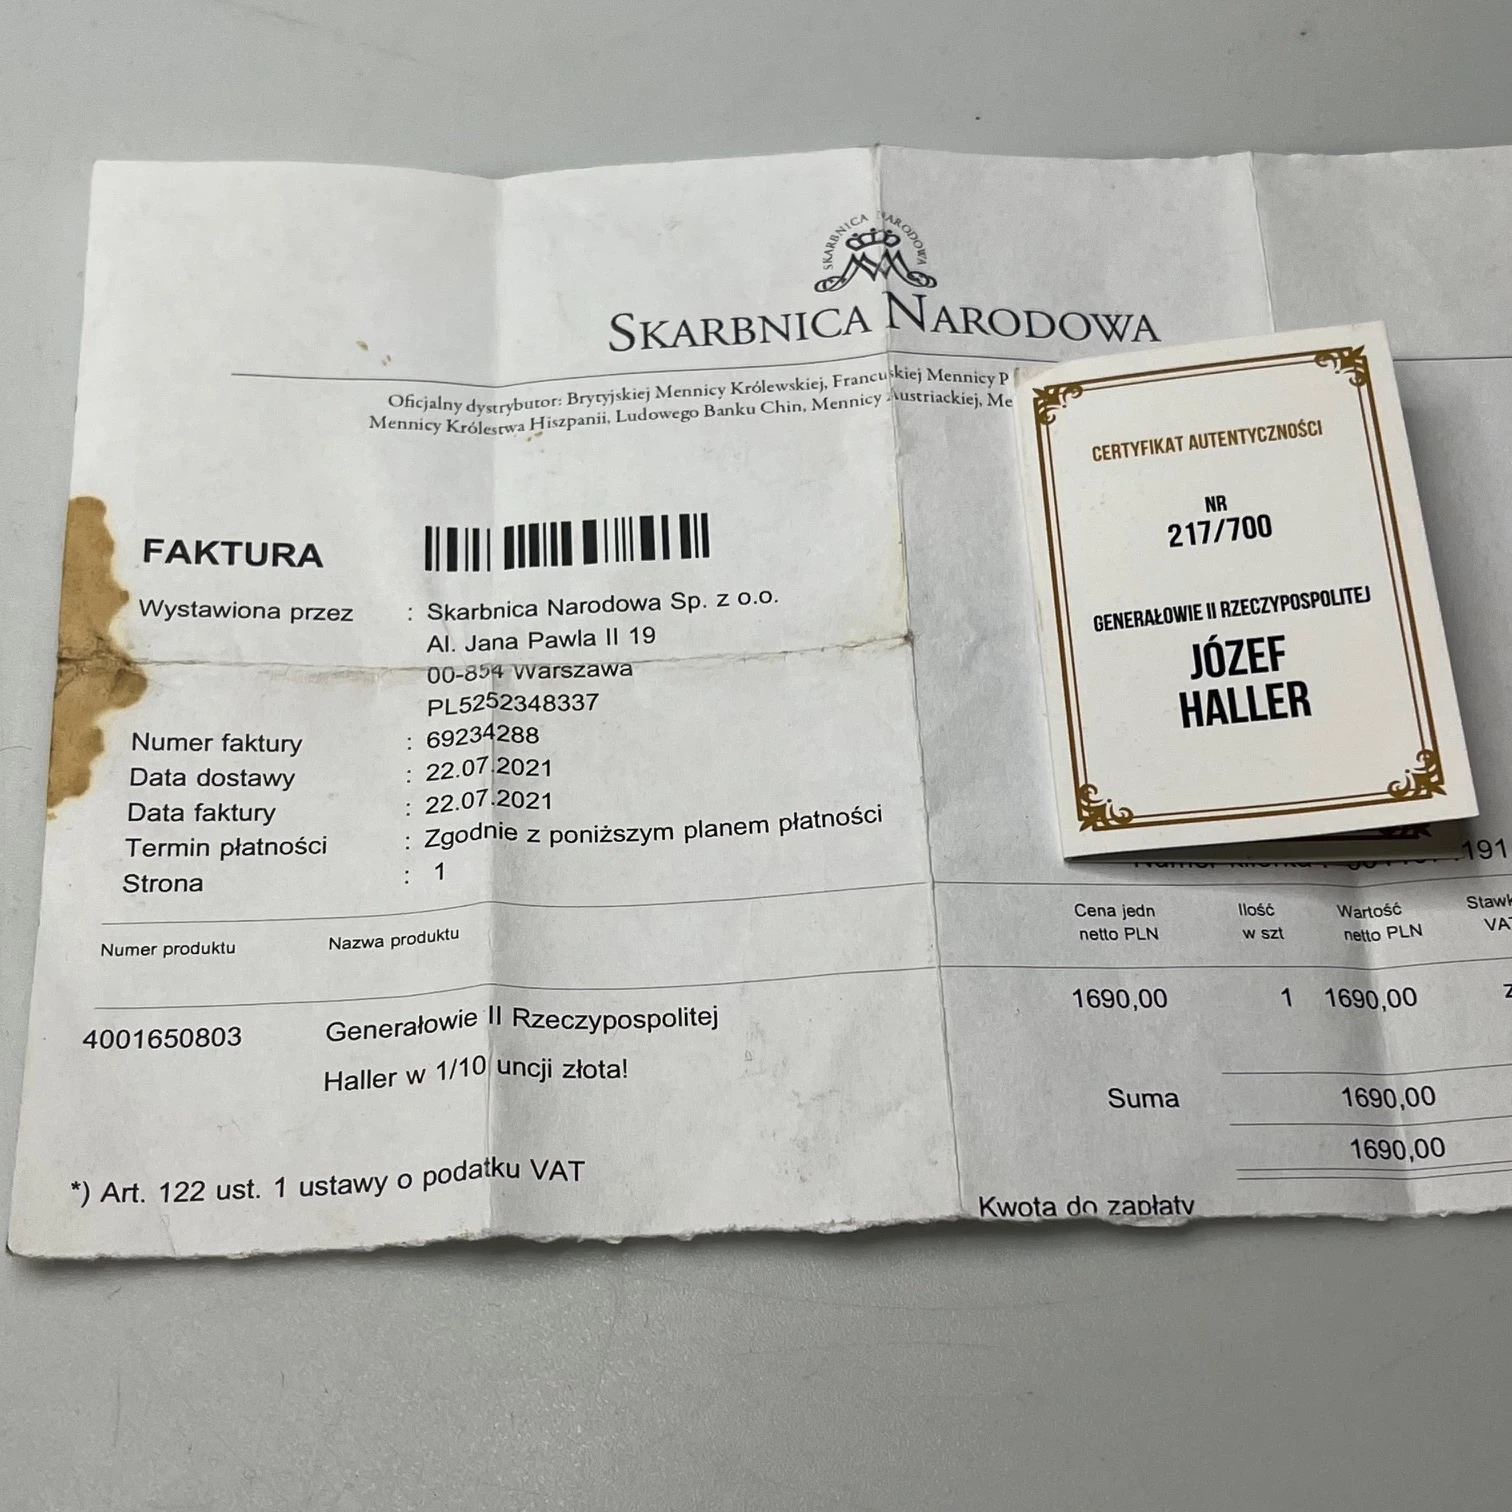 SKARBNICA NARODOWA
SKARBNICA NARODOWA
Oficjalny dystrybutor: Brytyjskiej Mennicy Królewskiej, Francuskiej Mennicy P
Mennicy Królestwa Hiszpanii, Ludowego Banku Chin, Mennicy Austriackiej, Me
FAKTURA
Wystawiona przez : Skarbnica Narodowa Sp. z o.o.
Al. Jana Pawla II 19
00-854 Warszawa
PL5252348337
Numer faktury : 69234288
Data dostawy : 22.07.2021
Data faktury : 22.07.2021
Termin płatności : Zgodnie z poniższym planem płatności
Strona : 1
CERTYFIKAT AUTENTYCZNOŚCI
NR
217/700
GENERAŁOWIE II RZECZYPOSPOLITEJ
JÓZEF
HALLER
191
Numer produktu Nazwa produktu Cena jedn netto PLN Ilość w szt Wartość netto PLN Stawk VA
4001650803 Generałowie II Rzeczypospolitej 1690,00 1 1690,00 z
Haller w 1/10 uncji złota!
Suma 1690,00
1690,00
*) Art. 122 ust. 1 ustawy o podatku VAT
Kwota do zapłaty